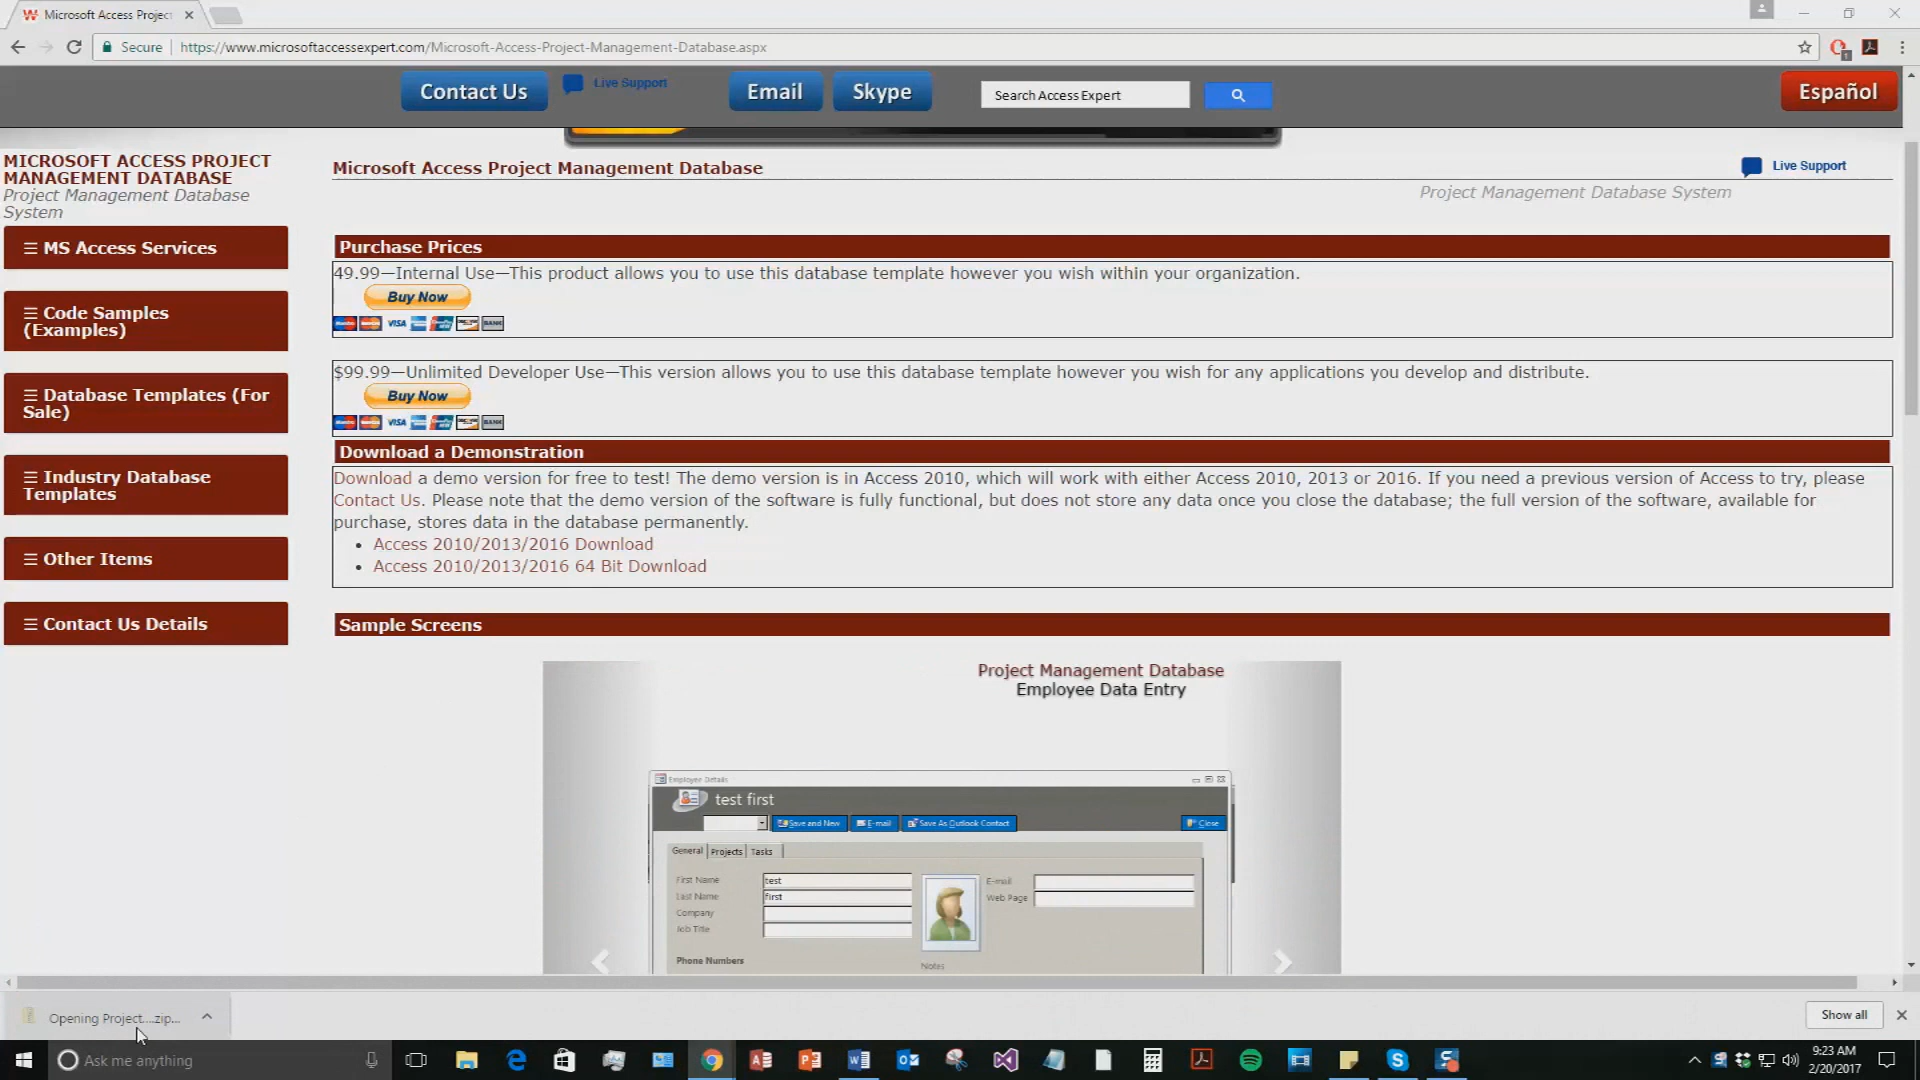 Microsoft Access Project
Secure
https://www.microsoftaccessexpert.com/Microsoft-Access-Project-Management-Database.aspx
Contact Us
Live Support
Email
Skype
Search Access Expert
Español
MICROSOFT ACCESS PROJECT
MANAGEMENT DATABASE
Project Management Database
System
MS Access Services
Code Samples
(Examples)
Database Templates (For
Sale)
Industry Database
Templates
Other Items
Contact Us Details
Microsoft Access Project Management Database
Live Support
Project Management Database System
Purchase Prices
49.99—Internal Use—This product allows you to use this database template however you wish within your organization.
Buy Now
VISA
BANK
$99.99—Unlimited Developer Use—This version allows you to use this database template however you wish for any applications you develop and distribute.
Buy Now
VISA
BANK
Download a Demonstration
Download a demo version for free to test! The demo version is in Access 2010, which will work with either Access 2010, 2013 or 2016. If you need a previous version of Access to try, please
Contact Us. Please note that the demo version of the software is fully functional, but does not store any data once you close the database; the full version of the software, available for
purchase, stores data in the database permanently.
• Access 2010/2013/2016 Download
• Access 2010/2013/2016 64 Bit Download
Sample Screens
Project Management Database
Employee Data Entry
Employee Details
test first
Save and New
E-mail
Save As Outlook Contact
Close
General
Projects
Tasks
First Name
test
Last Name
first
Company
Job Title
E-mail
Web Page
Phone Numbers
Notes
Opening Project....zip...
Show all
Ask me anything
9:23 AM
2/20/2017